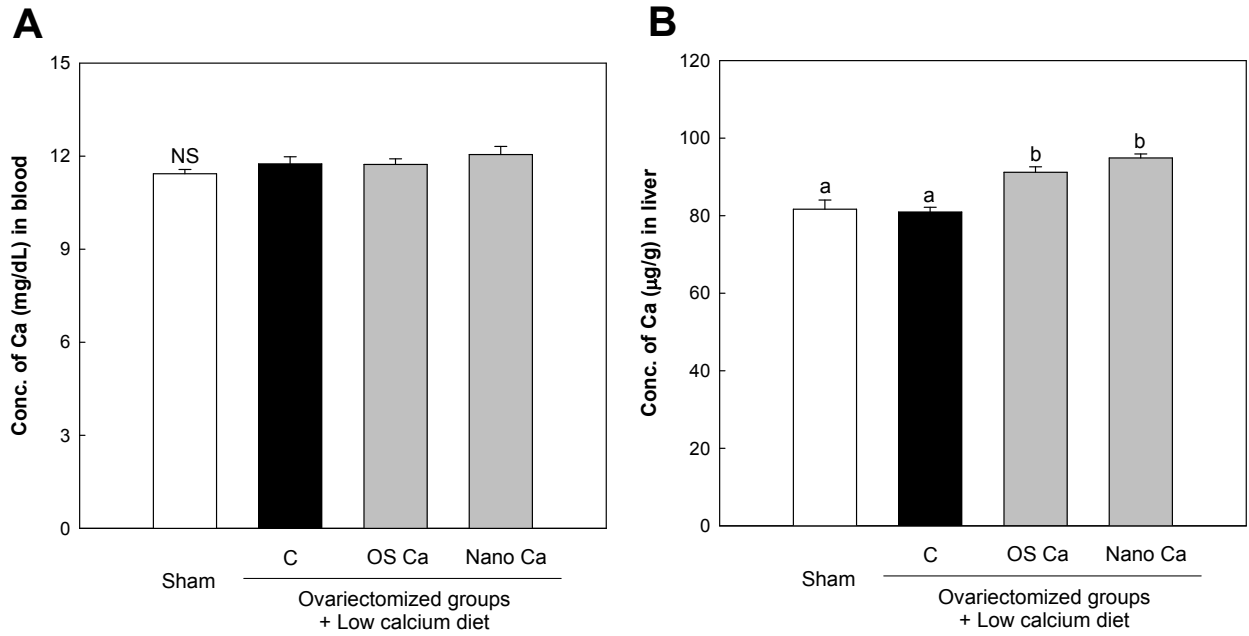 A
Conc. of Ca (mg/dL) in blood
15
12
9
6
3
0
NS
Sham
C
OS Ca
Nano Ca
Ovariectomized groups
+ Low calcium diet
B
Conc. of Ca (µg/g) in liver
120
100
80
60
40
20
0
a
a
b
b
Sham
C
OS Ca
Nano Ca
Ovariectomized groups
+ Low calcium diet